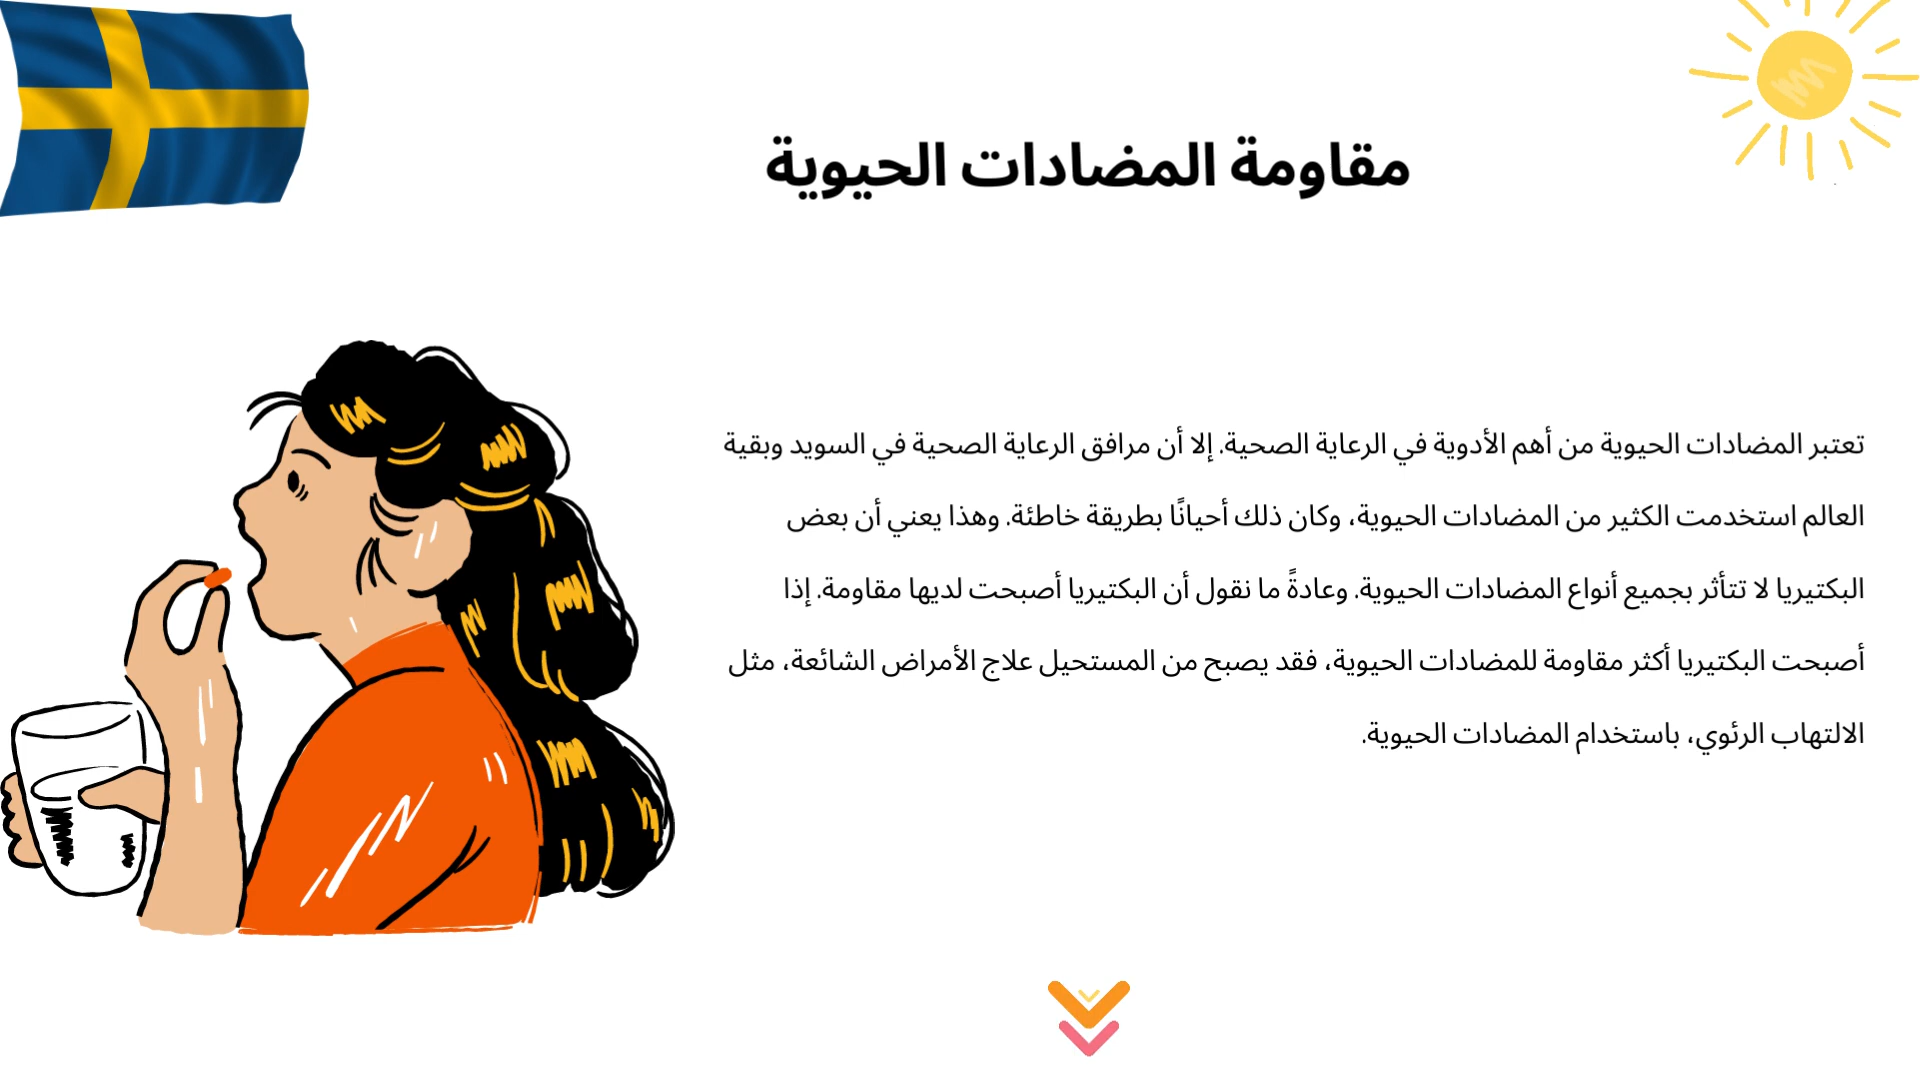 مقاومة المضادات الحيوية
تعتبر المضادات الحيوية من أهم الأدوية في الرعاية الصحية. إلا أن مرافق الرعاية الصحية في السويد وبقية
العالم استخدمت الكثير من المضادات الحيوية، وكان ذلك أحيانًا بطريقة خاطئة. وهذا يعني أن بعض
البكتيريا لا تتأثر بجميع أنواع المضادات الحيوية. وعادةً ما نقول أن البكتيريا أصبحت لديها مقاومة. إذا
أصبحت البكتيريا أكثر مقاومة للمضادات الحيوية، فقد يصبح من المستحيل علاج الأمراض الشائعة، مثل
الالتهاب الرئوي، باستخدام المضادات الحيوية.